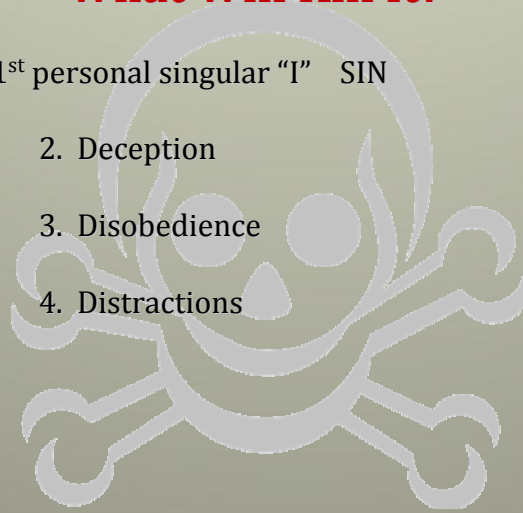 1st personal singular “I” SIN
2. Deception
3. Disobedience
4. Distractions